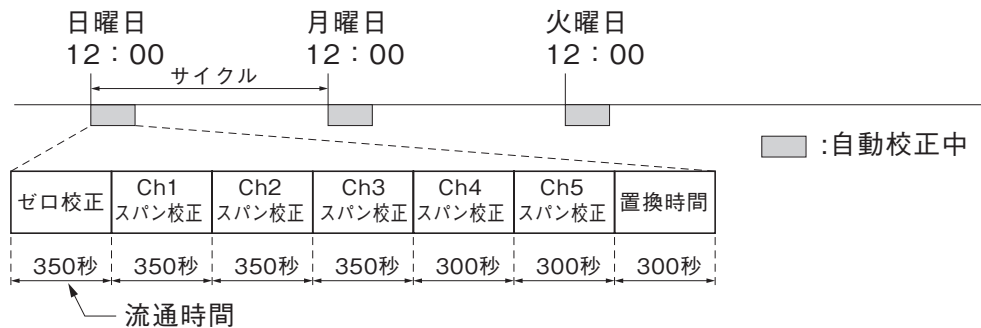 日曜日 月曜日 火曜日
12：00 12：00 12：00
サイクル
:自動校正中
ゼロ校正 Ch1 スパン校正 Ch2 スパン校正 Ch3 スパン校正 Ch4 スパン校正 Ch5 スパン校正 置換時間
350秒 350秒 350秒 350秒 300秒 300秒 300秒
流通時間